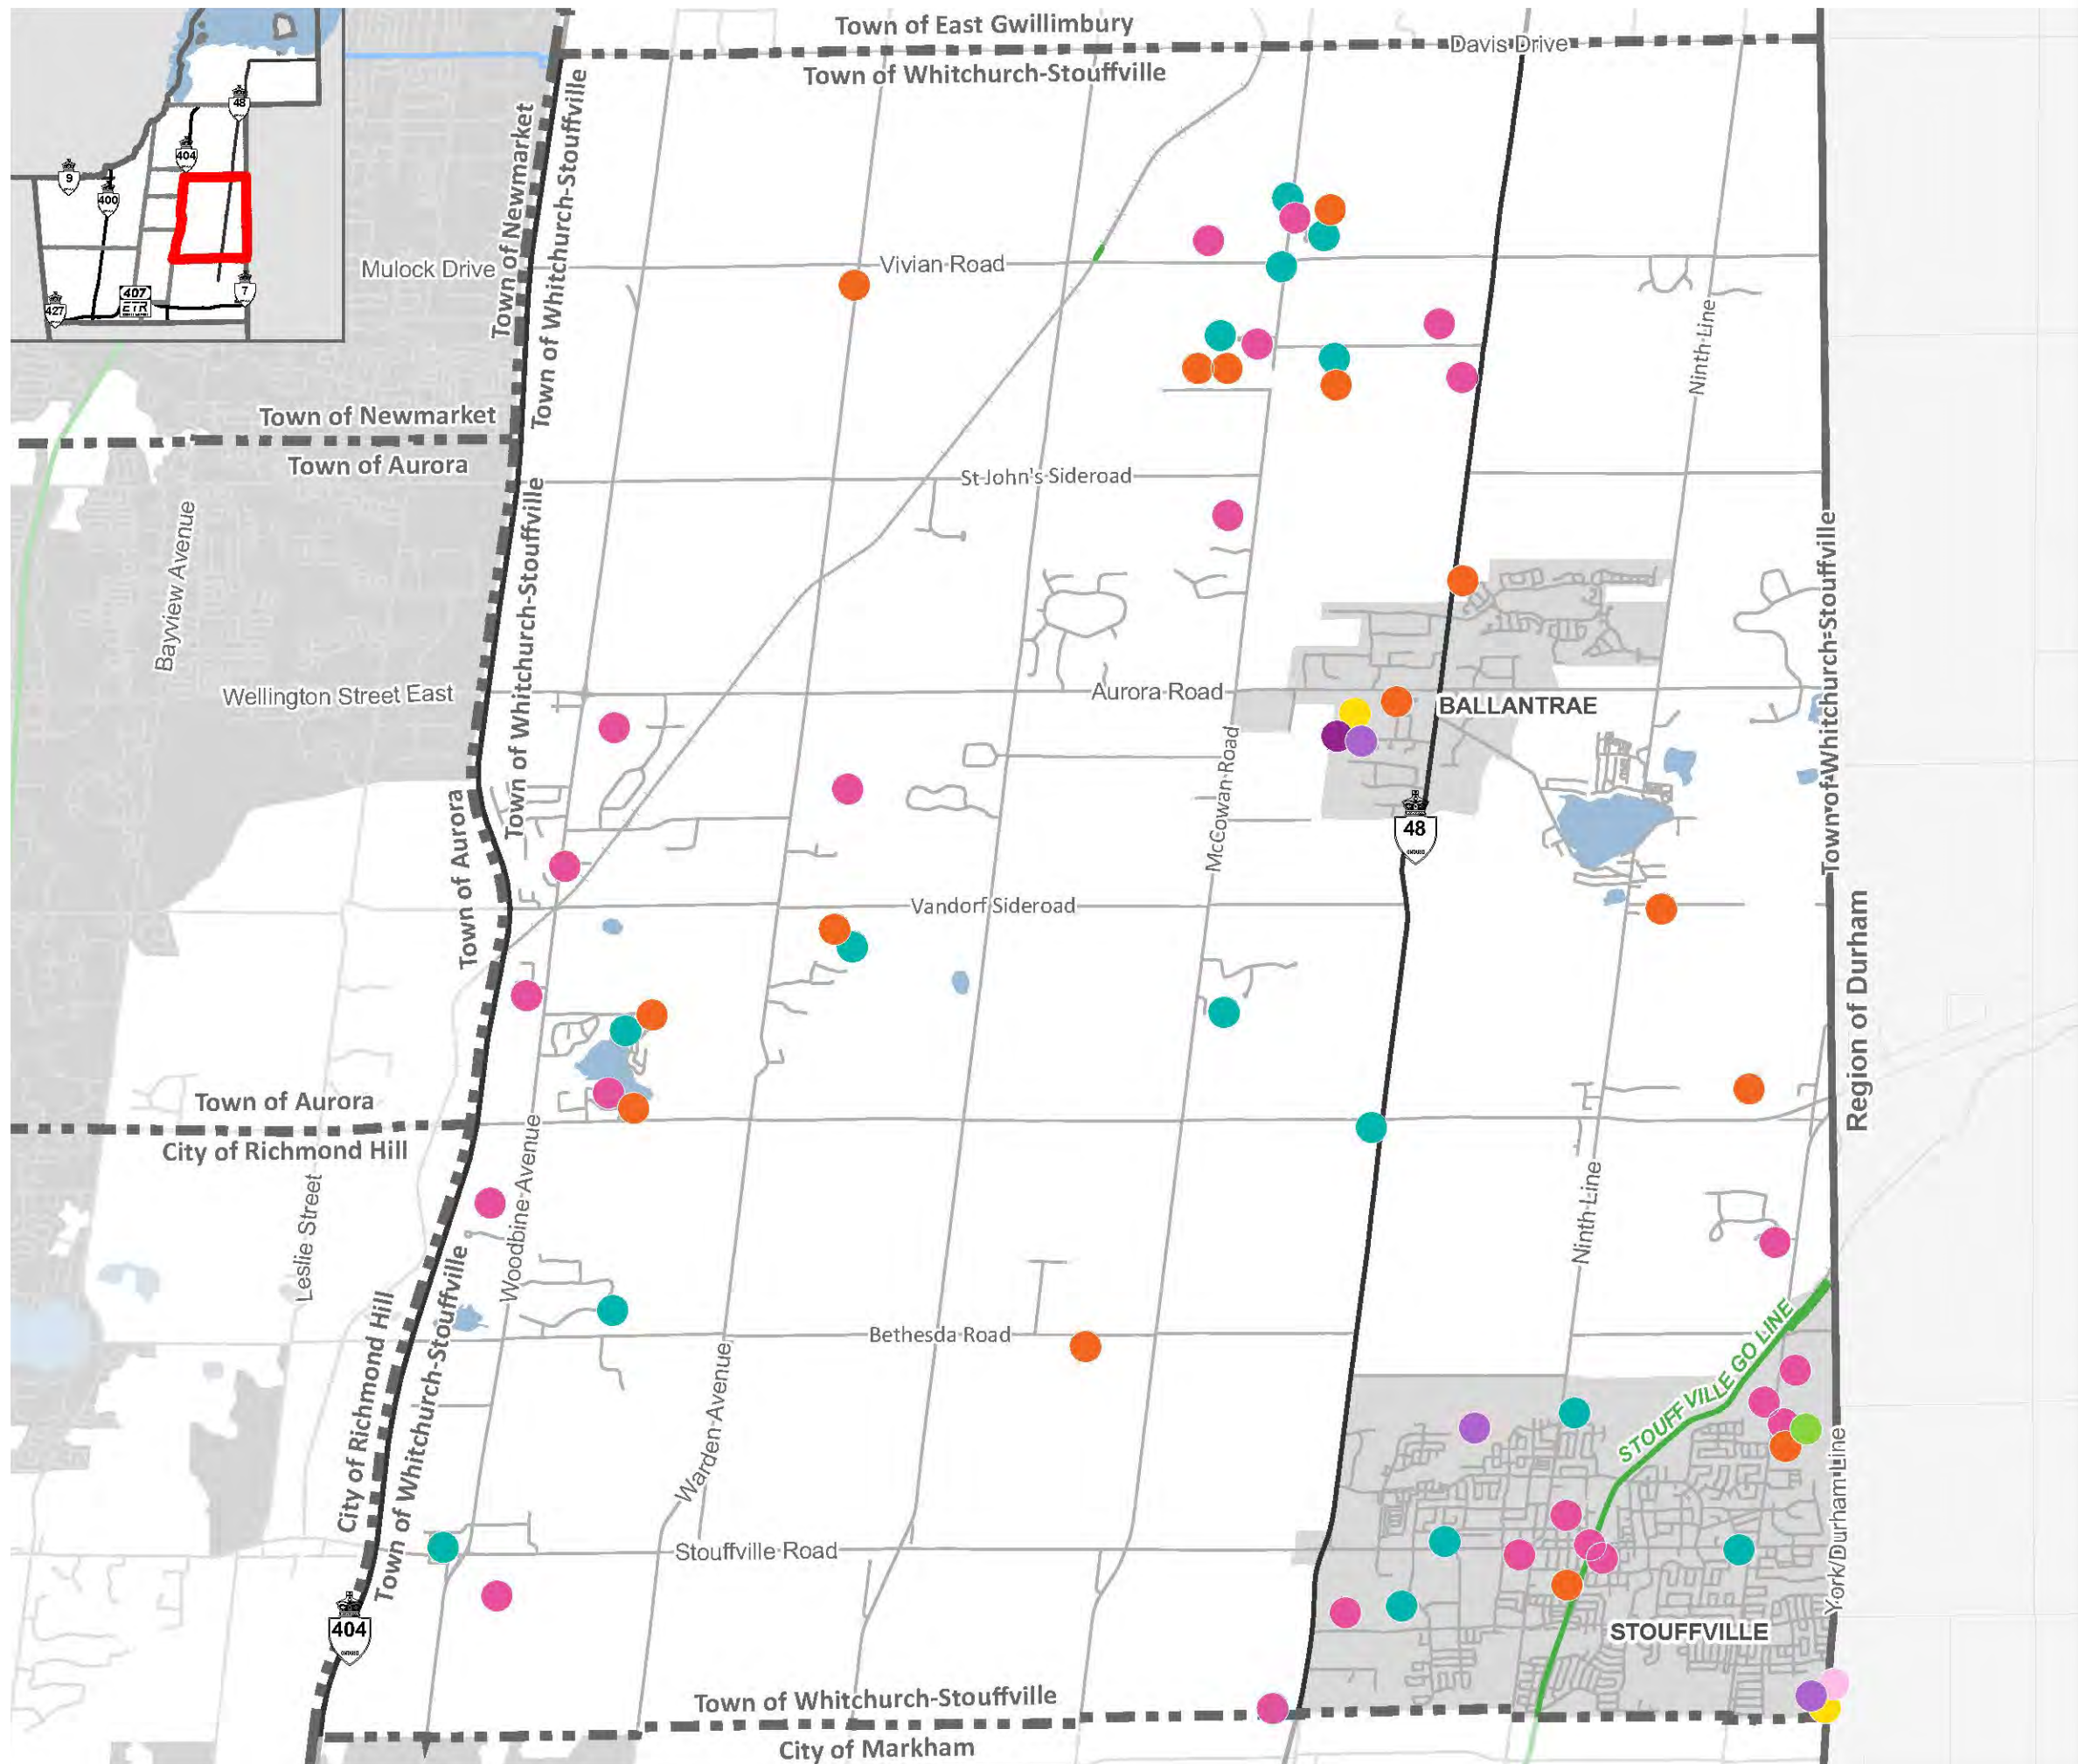 Town of East Gwillimbury
Davis Drive
Town of Whitchurch-Stouffville
48
404
9
400
407
ETR
7
427
Town of Newmarket
Town of Whitchurch-Stouffville
Mulock Drive
Vivian Road
Ninth Line
Town of Newmarket
Town of Aurora
St John's Sideroad
Bayview Avenue
Town of Whitchurch-Stouffville
Town of Whitchurch-Stouffville
Wellington Street East
Aurora Road
BALLANTRAE
McCowan Road
48
ONTARIO
Town of Aurora
Vandorf Sideroad
Region of Durham
Town of Aurora
City of Richmond Hill
Leslie Street
Woodbine Avenue
Ninth Line
City of Richmond Hill
Town of Whitchurch-Stouffville
Bethesda Road
Warden Avenue
STOUFFVILLE GO LINE
York/Durham Line
Stouffville Road
404
ONTARIO
STOUFFVILLE
Town of Whitchurch-Stouffville
City of Markham